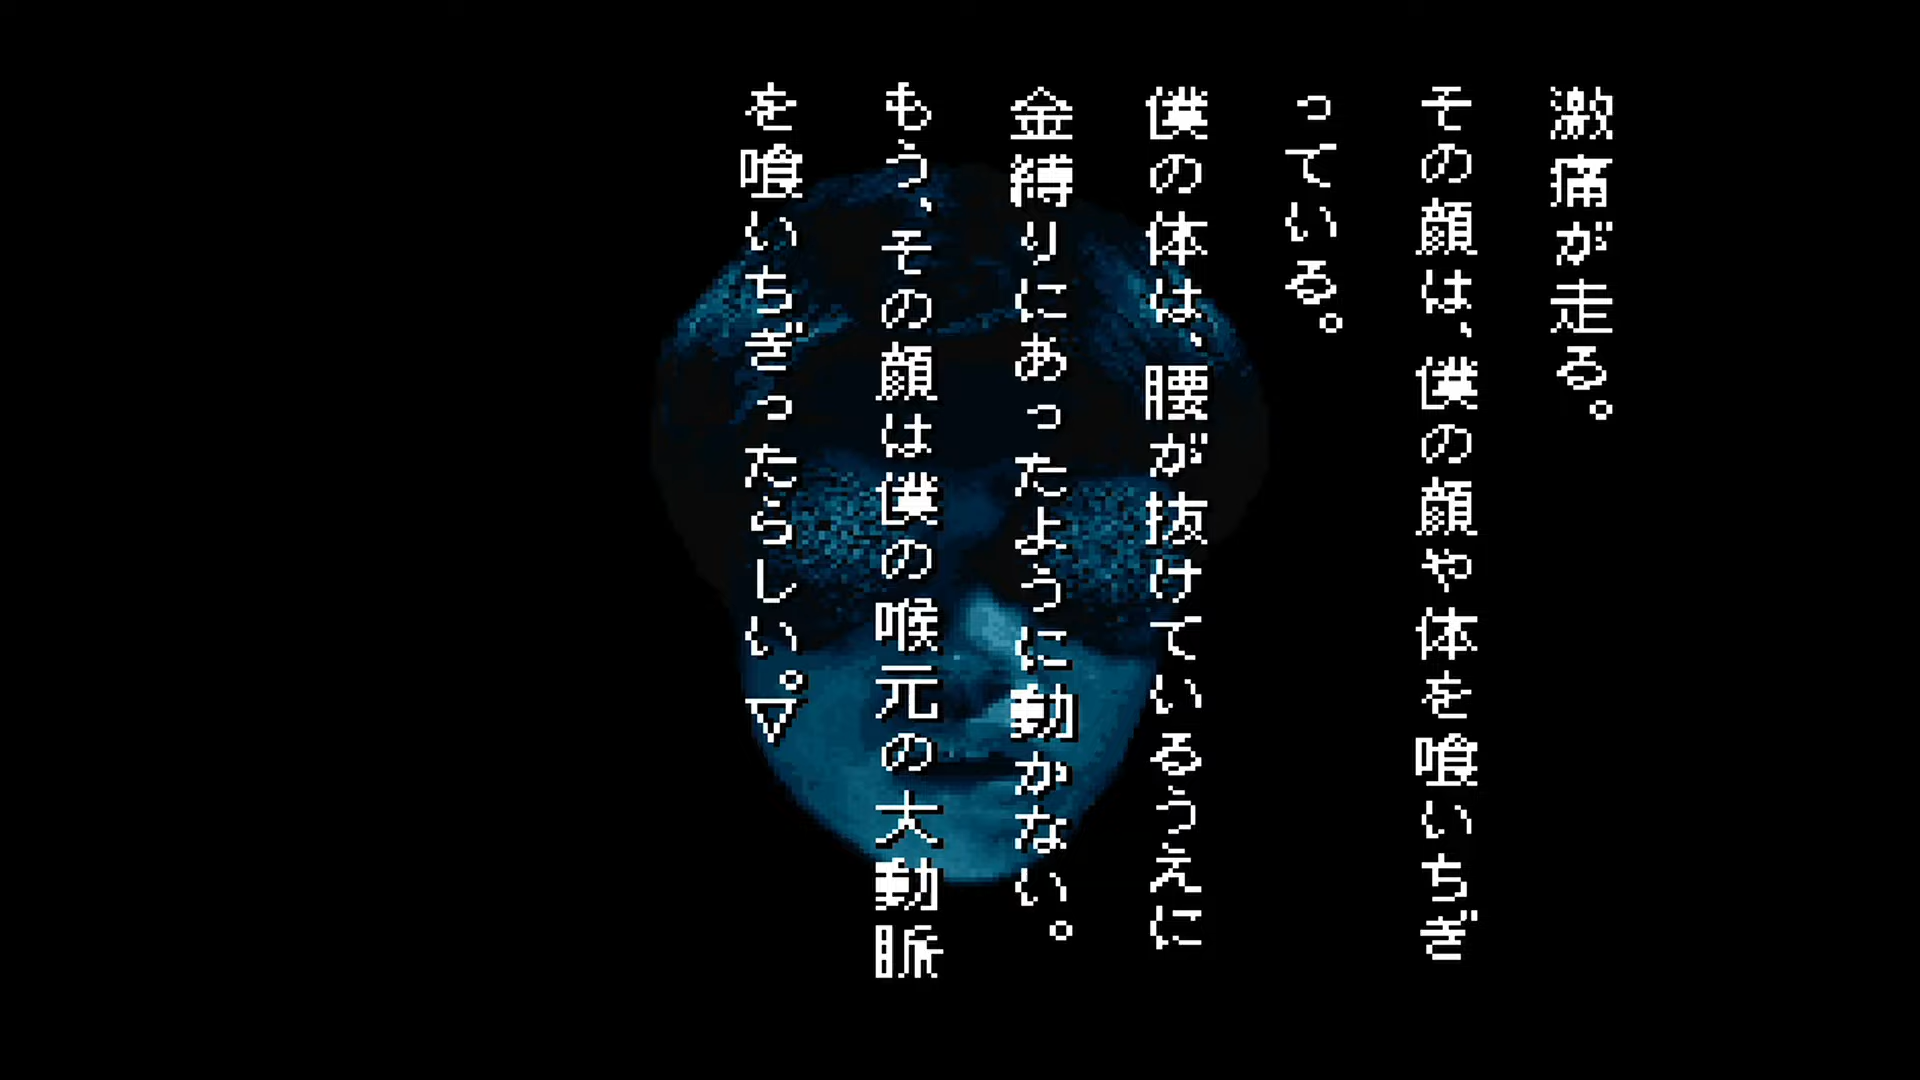 激痛が走る。
その顔は、僕の顔や体を喰いちぎ
っている。
僕の体は、腰が抜けているうえに
金縛りにあったように動かない。
もう、その顔は僕の喉元の大動脈
を喰いちぎったらしい。▽